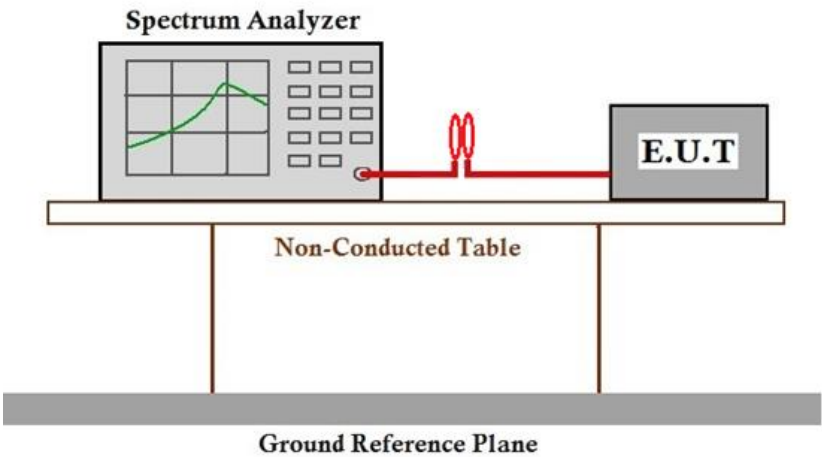 Spectrum Analyzer
E.U.T
Non-Conducted Table
Ground Reference Plane